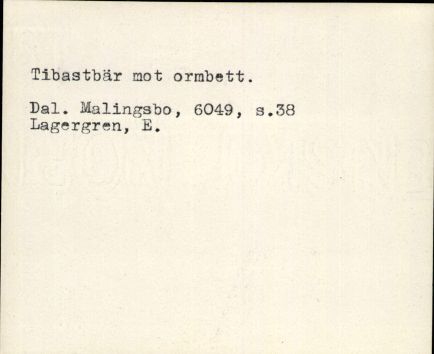 Tibastbär mot ormbett.
Dal. Malingsbo, 6049, s.38
Lagergren, E.